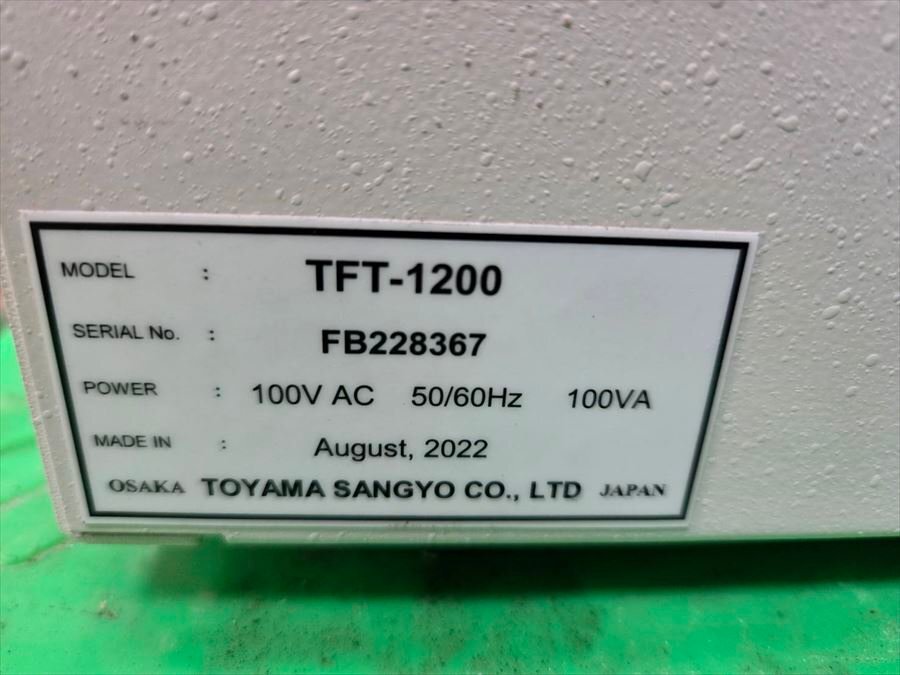 MODEL : TFT-1200
SERIAL No. : FB228367
POWER : 100V AC 50/60Hz 100VA
MADE IN : August, 2022
OSAKA TOYAMA SANGYO CO., LTD JAPAN